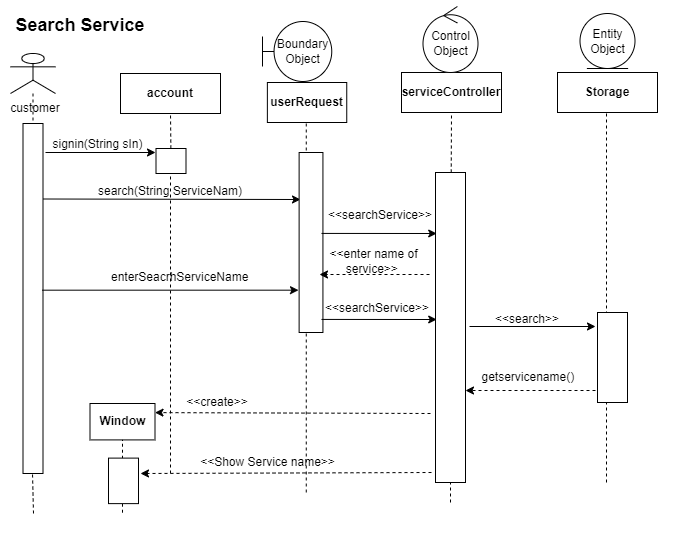 Search Service
Boundary
Object
Control
Object
Entity
Object
customer
account
userRequest
serviceController
Storage
signin(String sIn)
search(String ServiceNam)
<<searchService>>
<<enter name of
service>>
enterSeacrhServiceName
<<searchService>>
<<search>>
getservicename()
<<create>>
Window
<<Show Service name>>